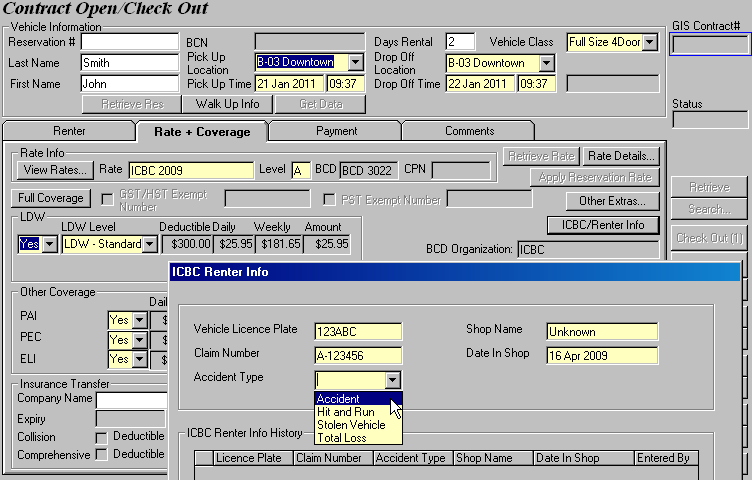 Contract Open/Check Out
Vehicle Information
GIS Contract#
Reservation # BCN Days Rental 2 Vehicle Class Full Size 4Door
Last Name Smith Pick Up Location B-03 Downtown Drop Off Location B-03 Downtown
First Name John Pick Up Time 21 Jan 2011 09:37 Drop Off Time 22 Jan 2011 09:37
Retrieve Res Walk Up Info Get Data
Status
Renter Rate + Coverage Payment Comments
Rate Info
Retrieve Rate Rate Details...
View Rates... Rate ICBC 2009 Level A BCD BCD 3022 CPN
Apply Reservation Rate
Retrieve
Full Coverage GST/HST Exempt Number PST Exempt Number Other Extras...
Search...
LDW
LDW Level Deductible Daily Weekly Amount
ICBC/Renter Info
Yes LDW - Standard $300.00 $25.95 $181.65 $25.95
BCD Organization: ICBC
Check Out (1)
ICBC Renter Info
Other Coverage
PAI Yes $
PEC Yes $
ELI Yes $
Vehicle Licence Plate 123ABC Shop Name Unknown
Claim Number A-123456 Date In Shop 16 Apr 2009
Accident Type
Accident
Hit and Run
Stolen Vehicle
Total Loss
Insurance Transfer
Company Name
Expiry
Collision Deductible
Comprehensive Deductible
ICBC Renter Info History
Licence Plate Claim Number Accident Type Shop Name Date In Shop Entered By